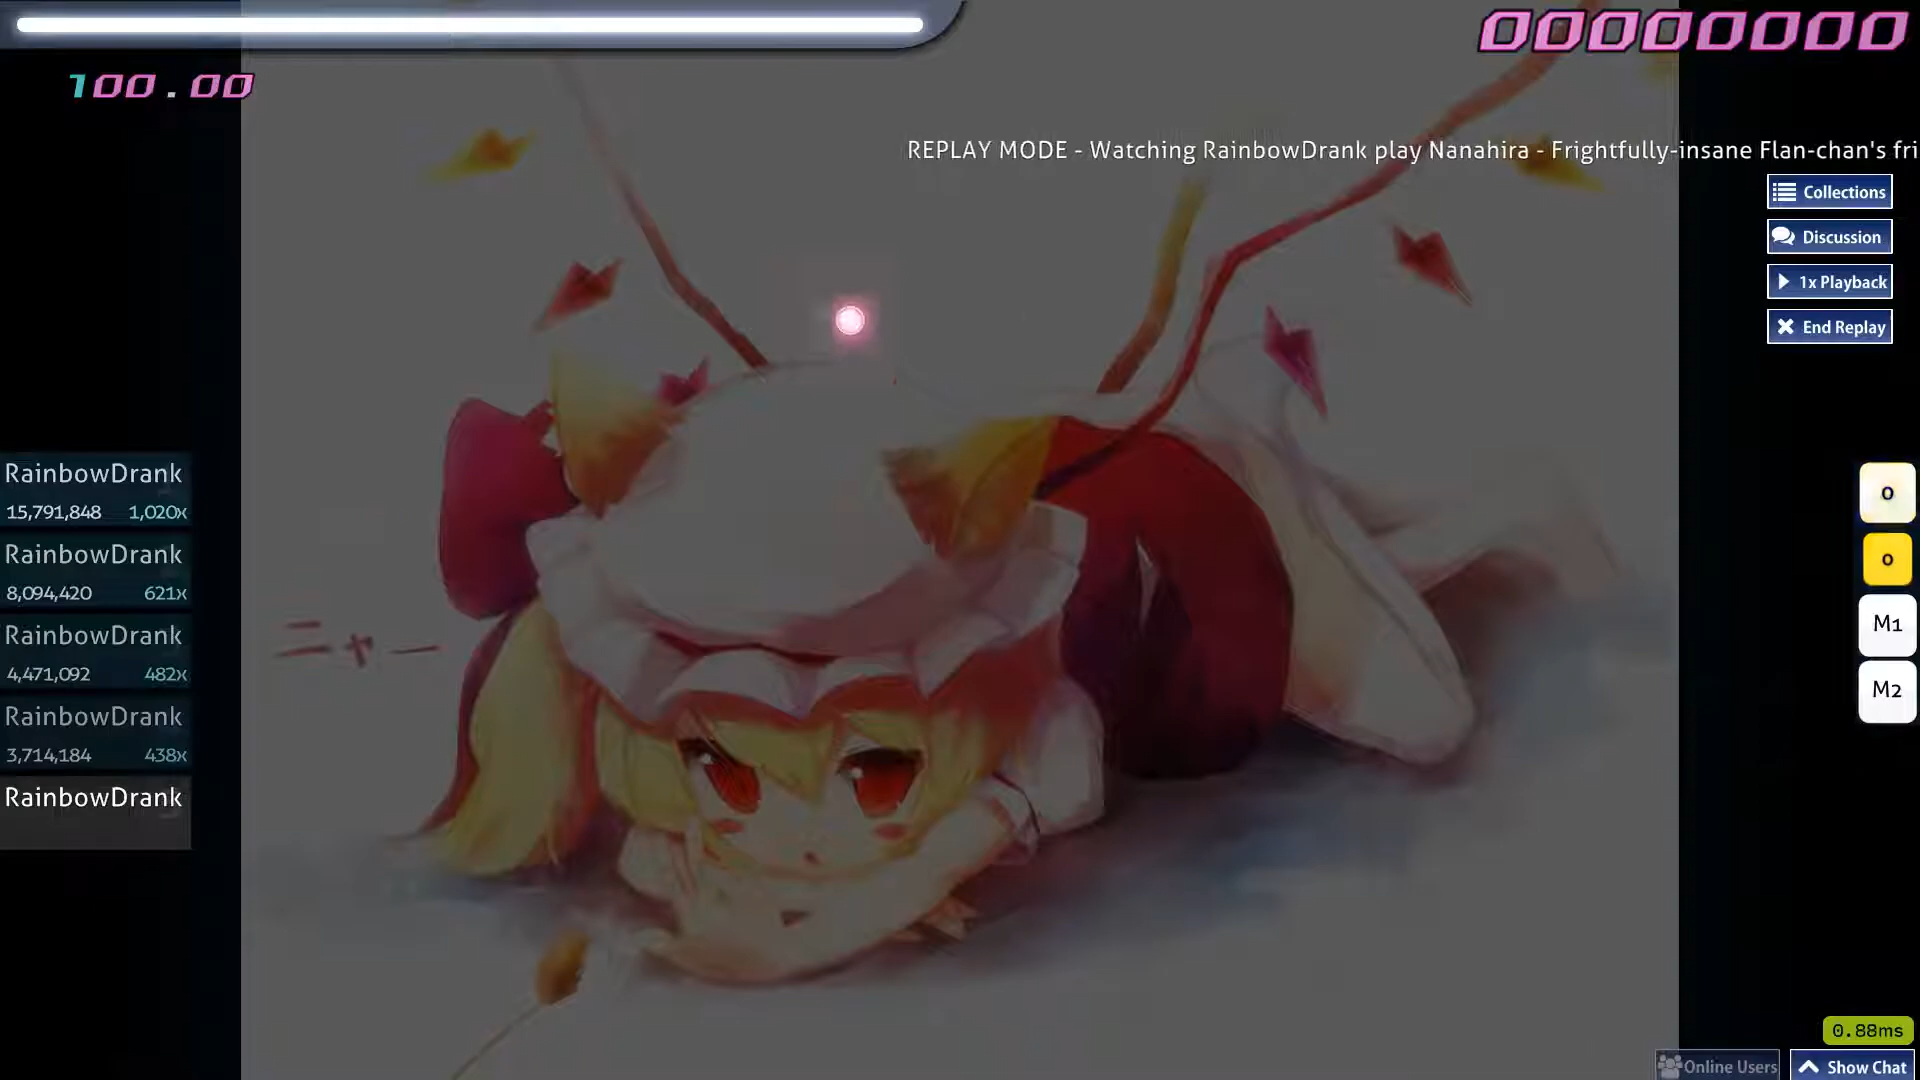 00000000
100.00
REPLAY MODE - Watching RainbowDrank play Nanahira - Frightfully-insane Flan-chan's fri
Collections
Discussion
1x Playback
End Replay
RainbowDrank
15,791,848 1,020x
RainbowDrank
8,094,420 621x
RainbowDrank
4,471,092 482x
RainbowDrank
3,714,184 438x
RainbowDrank
0
0
M1
M2
ニャー
0.88ms
Online Users
Show Chat